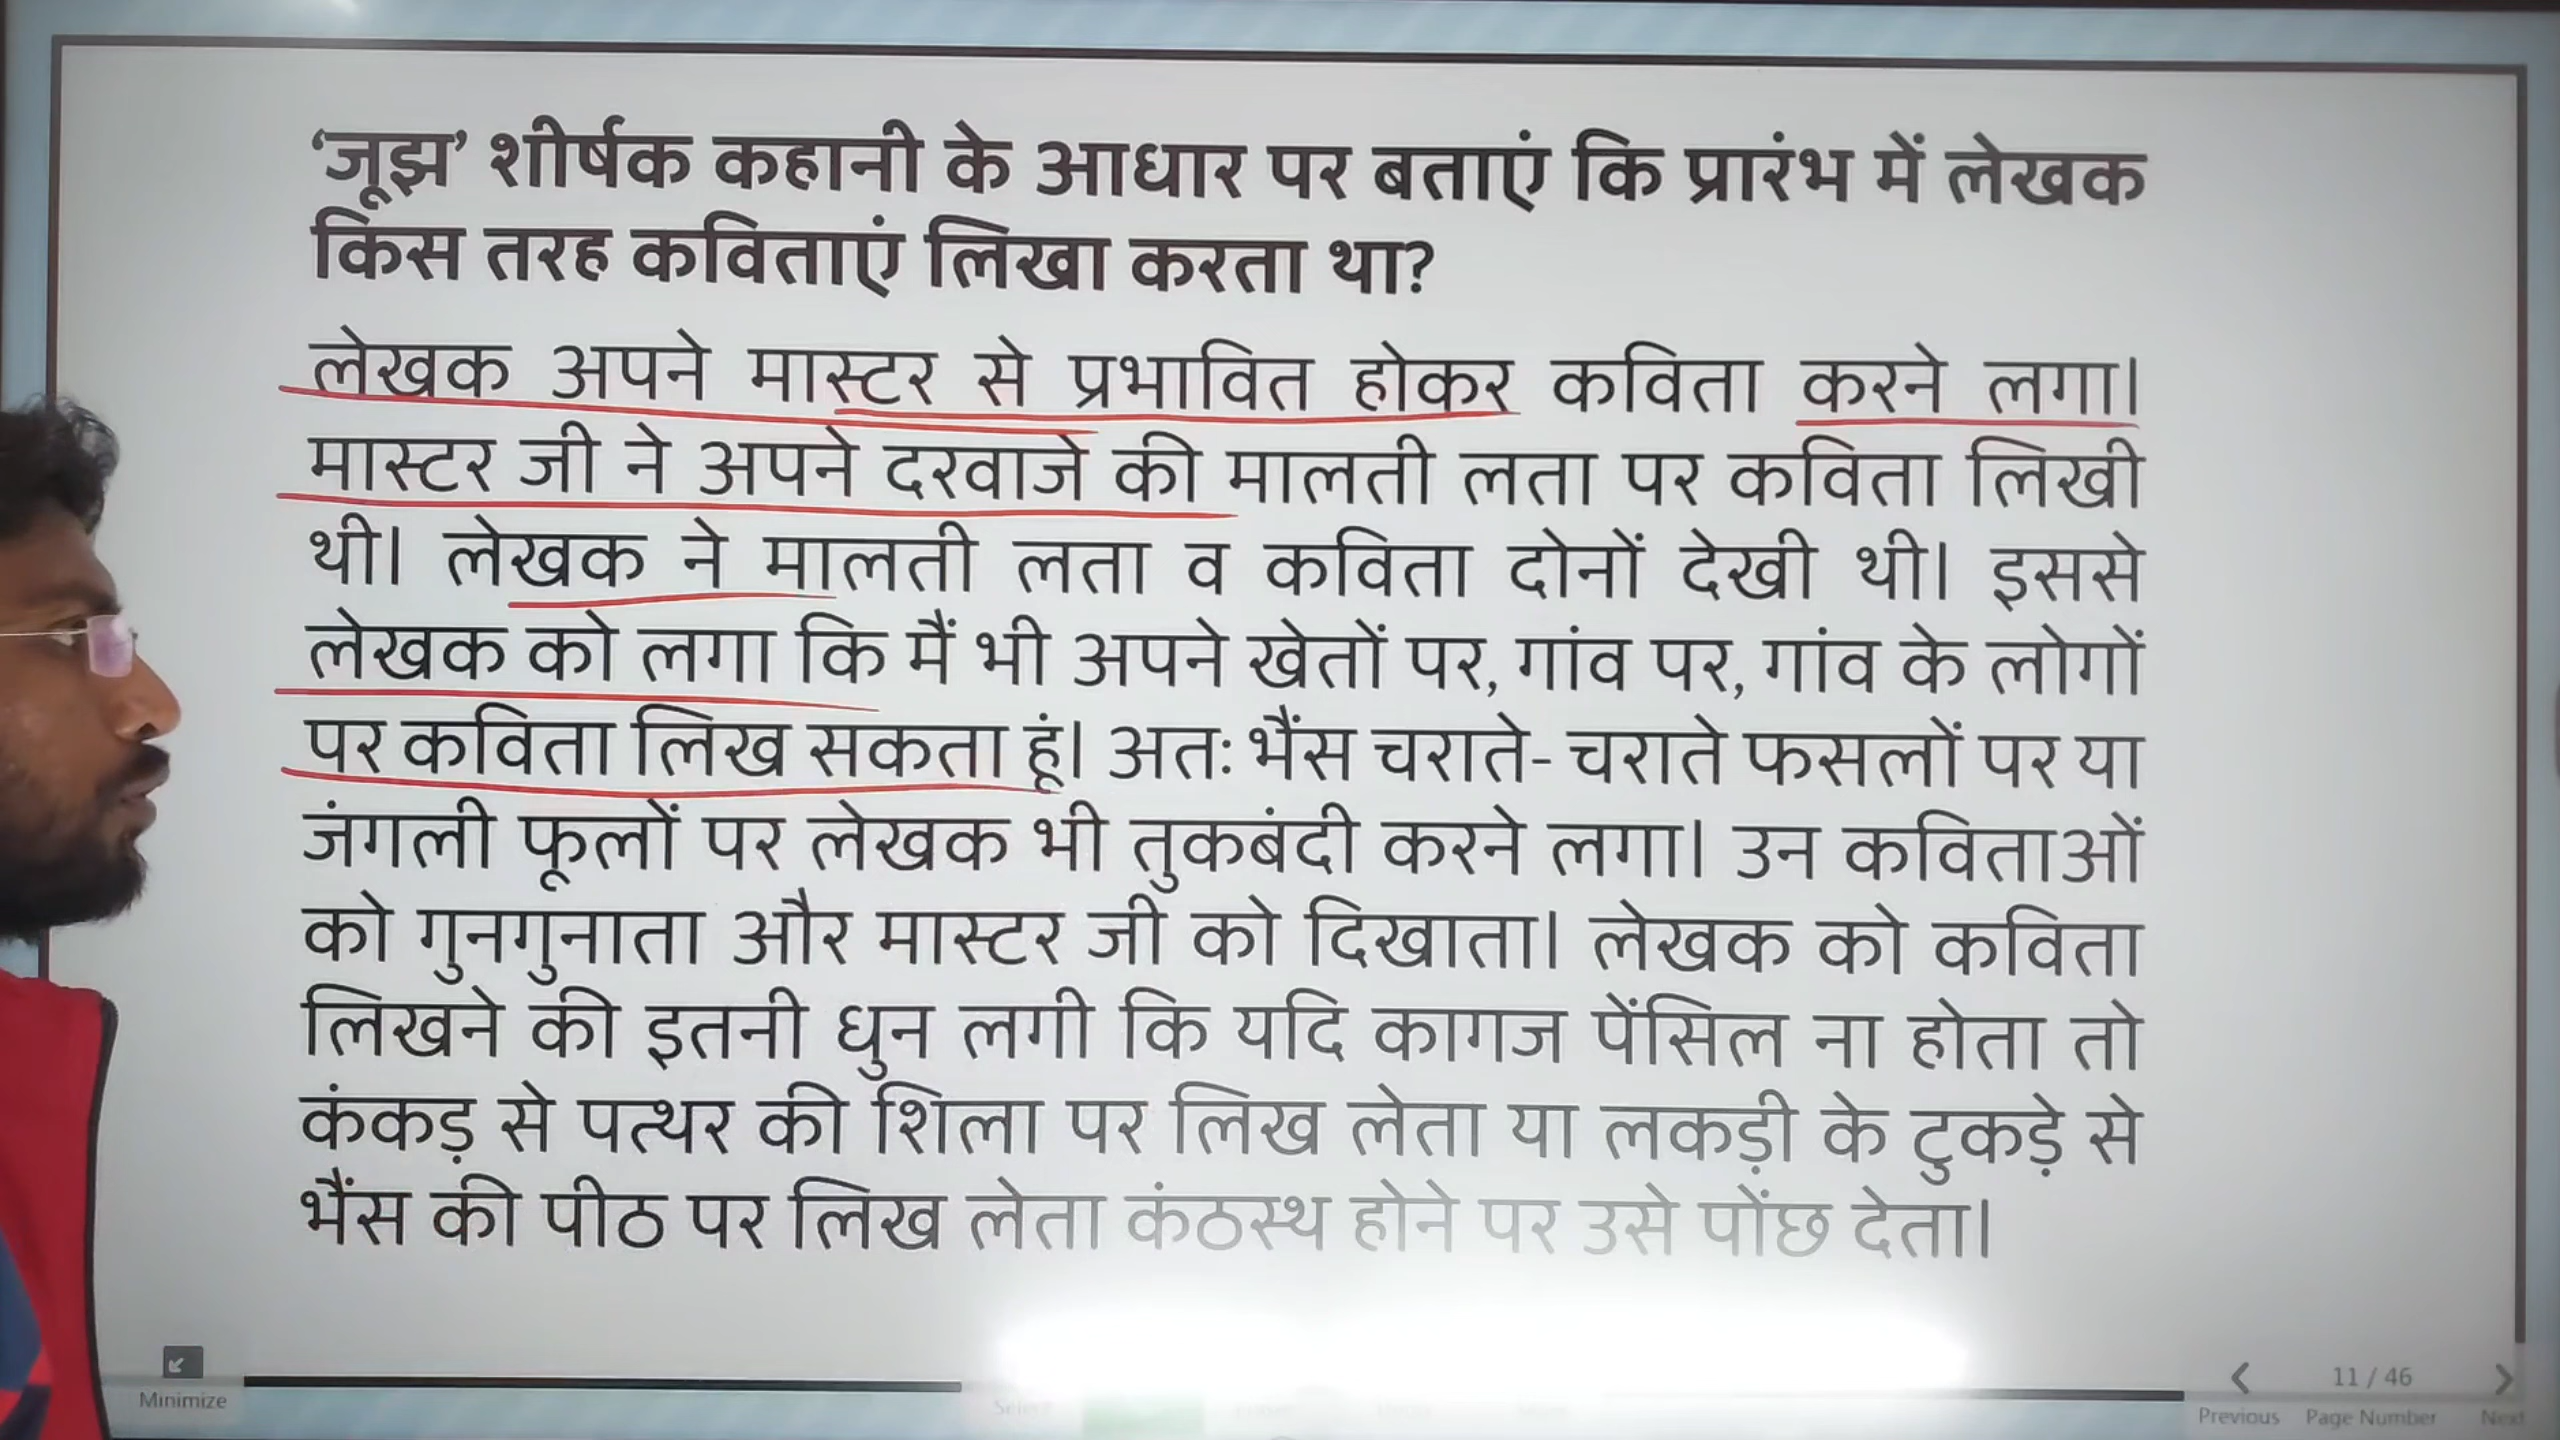 ‘जूझ’ शीर्षक कहानी के आधार पर बताएं कि प्रारंभ में लेखक
किस तरह कविताएं लिखा करता था?
लेखक अपने मास्टर से प्रभावित होकर कविता करने लगा।
मास्टर जी ने अपने दरवाजे की मालती लता पर कविता लिखी
थी। लेखक ने मालती लता व कविता दोनों देखी थी। इससे
लेखक को लगा कि मैं भी अपने खेतों पर, गांव पर, गांव के लोगों
पर कविता लिख सकता हूं। अतः भैंस चराते- चराते फसलों पर या
जंगली फूलों पर लेखक भी तुकबंदी करने लगा। उन कविताओं
को गुनगुनाता और मास्टर जी को दिखाता। लेखक को कविता
लिखने की इतनी धुन लगी कि यदि कागज पेंसिल ना होता तो
कंकड़ से पत्थर की शिला पर लिख लेता या लकड़ी के टुकड़े से
भैंस की पीठ पर लिख लेता कंठस्थ होने पर उसे पोंछ देता।
Minimize
Select
11 / 46
Previous Page Number Next